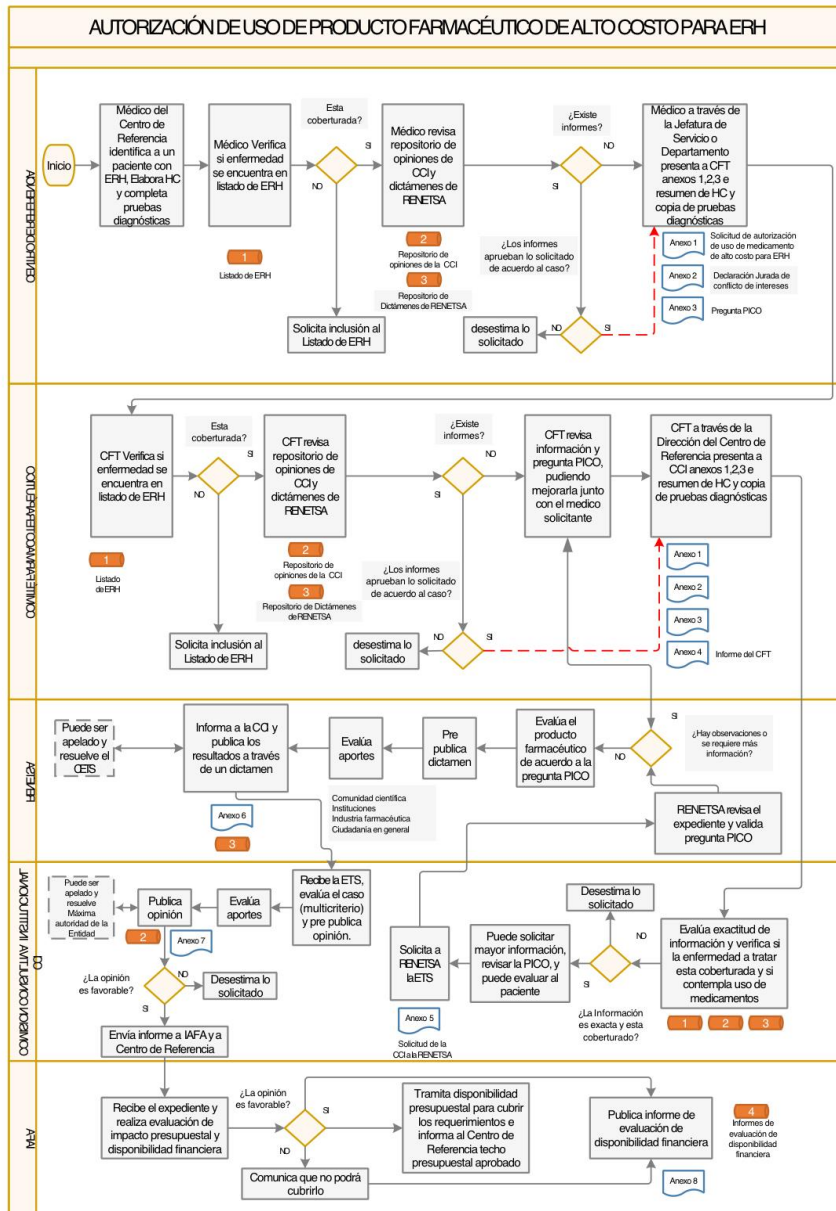 AUTORIZACIÓN DE USO DE PRODUCTO FARMACÉUTICO DE ALTO COSTO PARA ERH
Inicio
Médico del
Centro de
Referencia
identifica a un
paciente con
ERH, Elabora HC
y completa
pruebas
diagnósticas
Médico Verifica
si enfermedad
se encuentra en
listado de ERH
1
Listado de ERH
Esta
coberturada?
SI
NO
Solicita inclusión al
Listado de ERH
Médico revisa
repositorio de
opiniones de
CCI y
dictámenes de
RENETSA
2
Repositorio de
opiniones de la CCI
3
Repositorio de
Dictámenes de RENETSA
¿Existe
informes?
NO
SI
¿Los informes
aprueban lo solicitado
de acuerdo al caso?
NO
SI
desestima lo
solicitado
Médico a través de
la Jefatura de
Servicio o
Departamento
presenta a CFT
anexos 1,2,3 e
resumen de HC y
copia de pruebas
diagnósticas
Anexo 1
Solicitud de autorización
de uso de medicamento
de alto costo para ERH
Anexo 2
Declaración Jurada de
conflicto de intereses
Anexo 3
Pregunta PICO
CFT Verifica si
enfermedad se
encuentra en
listado de ERH
1
Listado
de ERH
Esta
coberturada?
SI
NO
Solicita inclusión al
Listado de ERH
CFT revisa
repositorio de
opiniones de
CCI y
dictámenes de
RENETSA
2
Repositorio de
opiniones de la CCI
3
Repositorio de Dictámenes
de RENETSA
¿Existe
informes?
NO
SI
¿Los informes
aprueban lo solicitado
de acuerdo al caso?
NO
SI
desestima lo
solicitado
CFT revisa
información y
pregunta PICO,
pudiendo
mejorarla junto
con el medico
solicitante
CFT a través de la
Dirección del Centro de
Referencia presenta a
CCI anexos 1,2,3 e
resumen de HC y copia
de pruebas diagnósticas
Anexo 1
Anexo 2
Anexo 3
Anexo 4
Informe del CFT
Puede ser
apelado y
resuelve el
CETS
Informa a la CCI y
publica los
resultados a través
de un dictamen
Evalúa
aportes
Pre
publica
dictamen
Evalúa el
producto
farmacéutico
de acuerdo a la
pregunta PICO
NO
SI
¿Hay observaciones o
se requiere más
información?
Anexo 6
3
Comunidad científica
Instituciones
Industria farmacéutica
Ciudadanía en general
RENETSA revisa el
expediente y valida
pregunta PICO
Puede ser
apelado y
resuelve
Máxima
autoridad de la
Entidad
Publica
opinión
Evalúa
aportes
Recibe la ETS,
evalúa el caso
(multicriterio) y
pre publica
opinión.
2
Anexo 7
¿La opinión
es favorable?
NO
SI
Desestima lo
solicitado
Envía informe a IAFA y a
Centro de Referencia
Solicita a
RENETSA
la ETS
Anexo 5
Solicitud de la
CCI a la RENETSA
Puede solicitar
mayor información,
revisar la PICO, y
puede evaluar al
paciente
Desestima lo
solicitado
NO
SI
¿La Información
es exacta y esta
coberturado?
Evalúa exactitud de
información y verifica si
la enfermedad a tratar
esta coberturada y si
contempla uso de
medicamentos
1
2
3
Recibe el expediente y
realiza evaluación de
impacto presupuestal y
disponibilidad financiera
¿La opinión
es favorable?
SI
NO
Tramita disponibilidad
presupuestal para cubrir
los requerimientos e
informa al Centro de
Referencia techo
presupuestal aprobado
Comunica que no podrá
cubrirlo
Publica informe de
evaluación de
disponibilidad financiera
Anexo 8
4
Informes de
evaluación de
disponibilidad
financiera